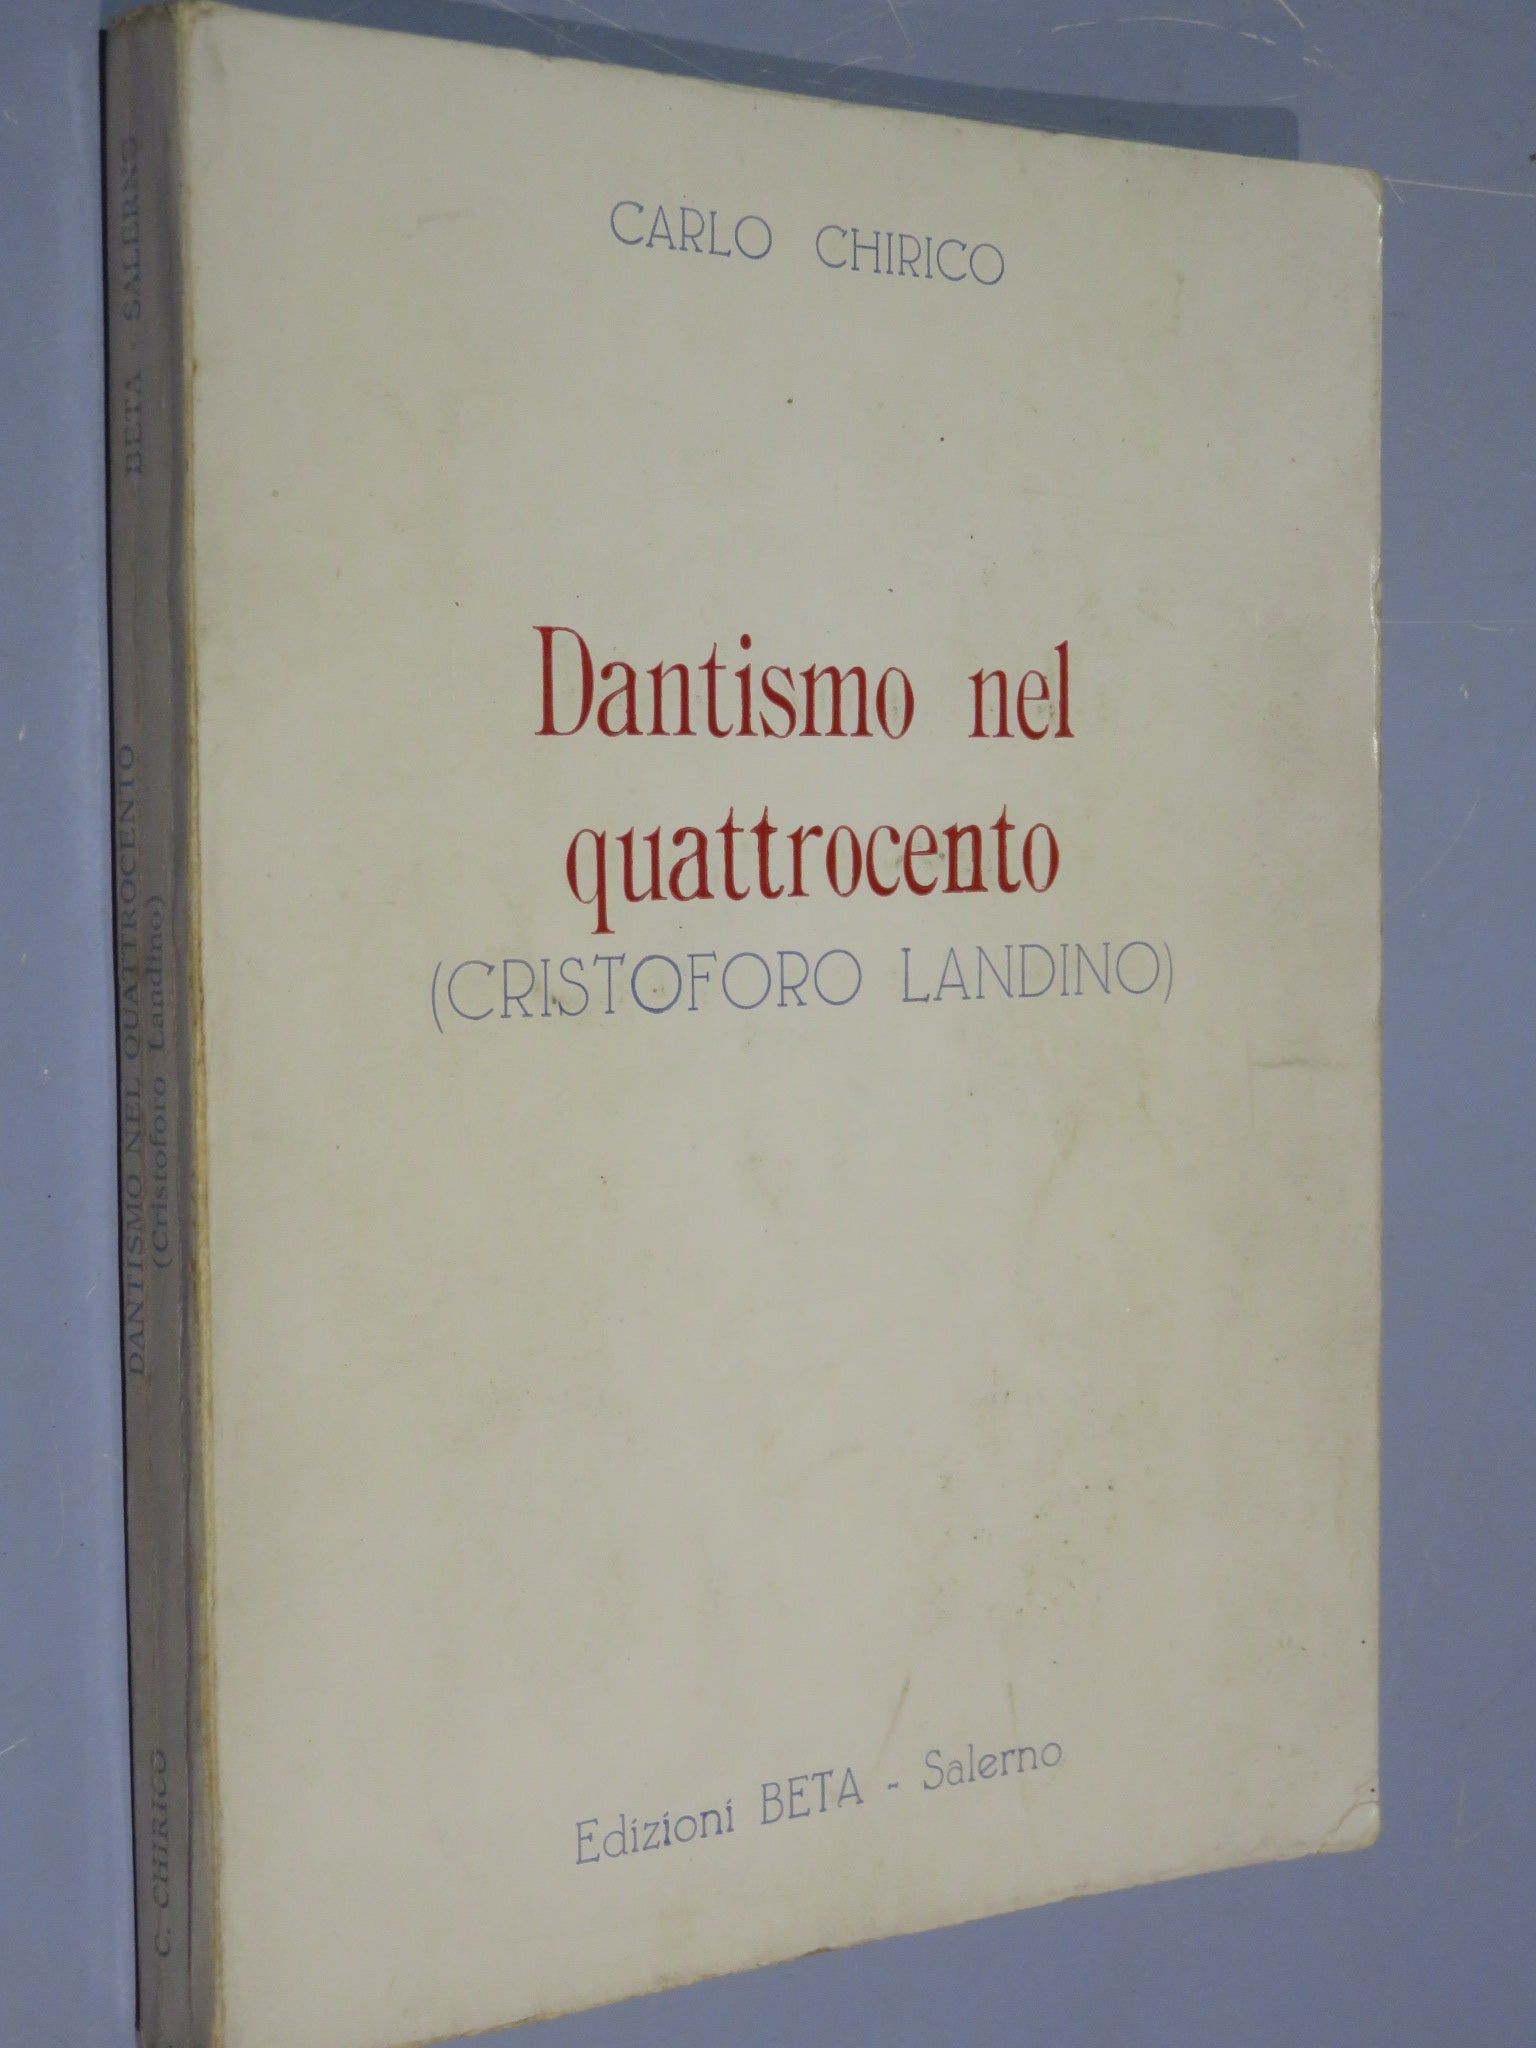 CARLO CHIRICO
Dantismo nel
quattrocento
(CRISTOFORO LANDINO)
Edizioni BETA - Salerno
C. CHIRICO
DANTISMO NEL QUATTROCENTO
(Cristoforo Landino)
BETA - SALERNO